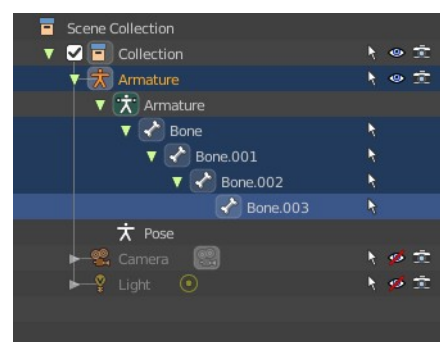 Scene Collection
Collection
Armature
Armature
Bone
Bone.001
Bone.002
Bone.003
Pose
Camera
Light